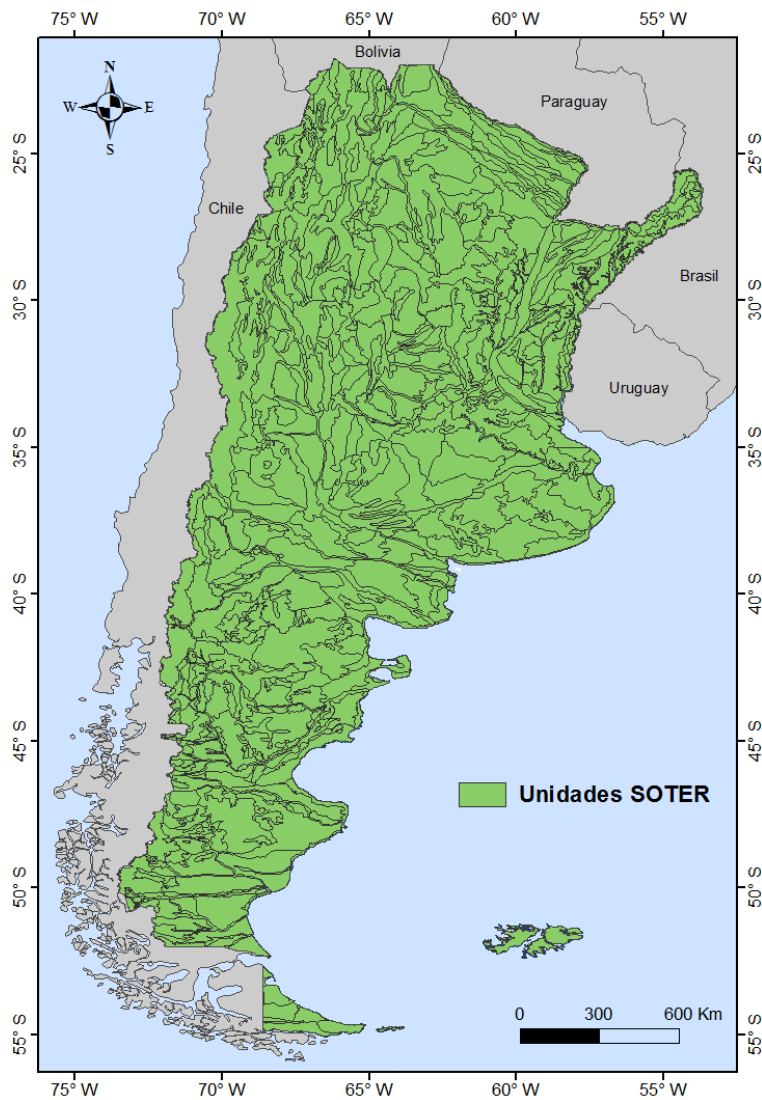 75° W 70° W 65° W 60° W 55° W
Bolivia
N
W E
S
Paraguay
25° S 25° S
Chile
Brasil
30° S 30° S
Uruguay
35° S 35° S
40° S 40° S
45° S 45° S
Unidades SOTER
50° S 50° S
0 300 600 Km
55° S 55° S
75° W 70° W 65° W 60° W 55° W